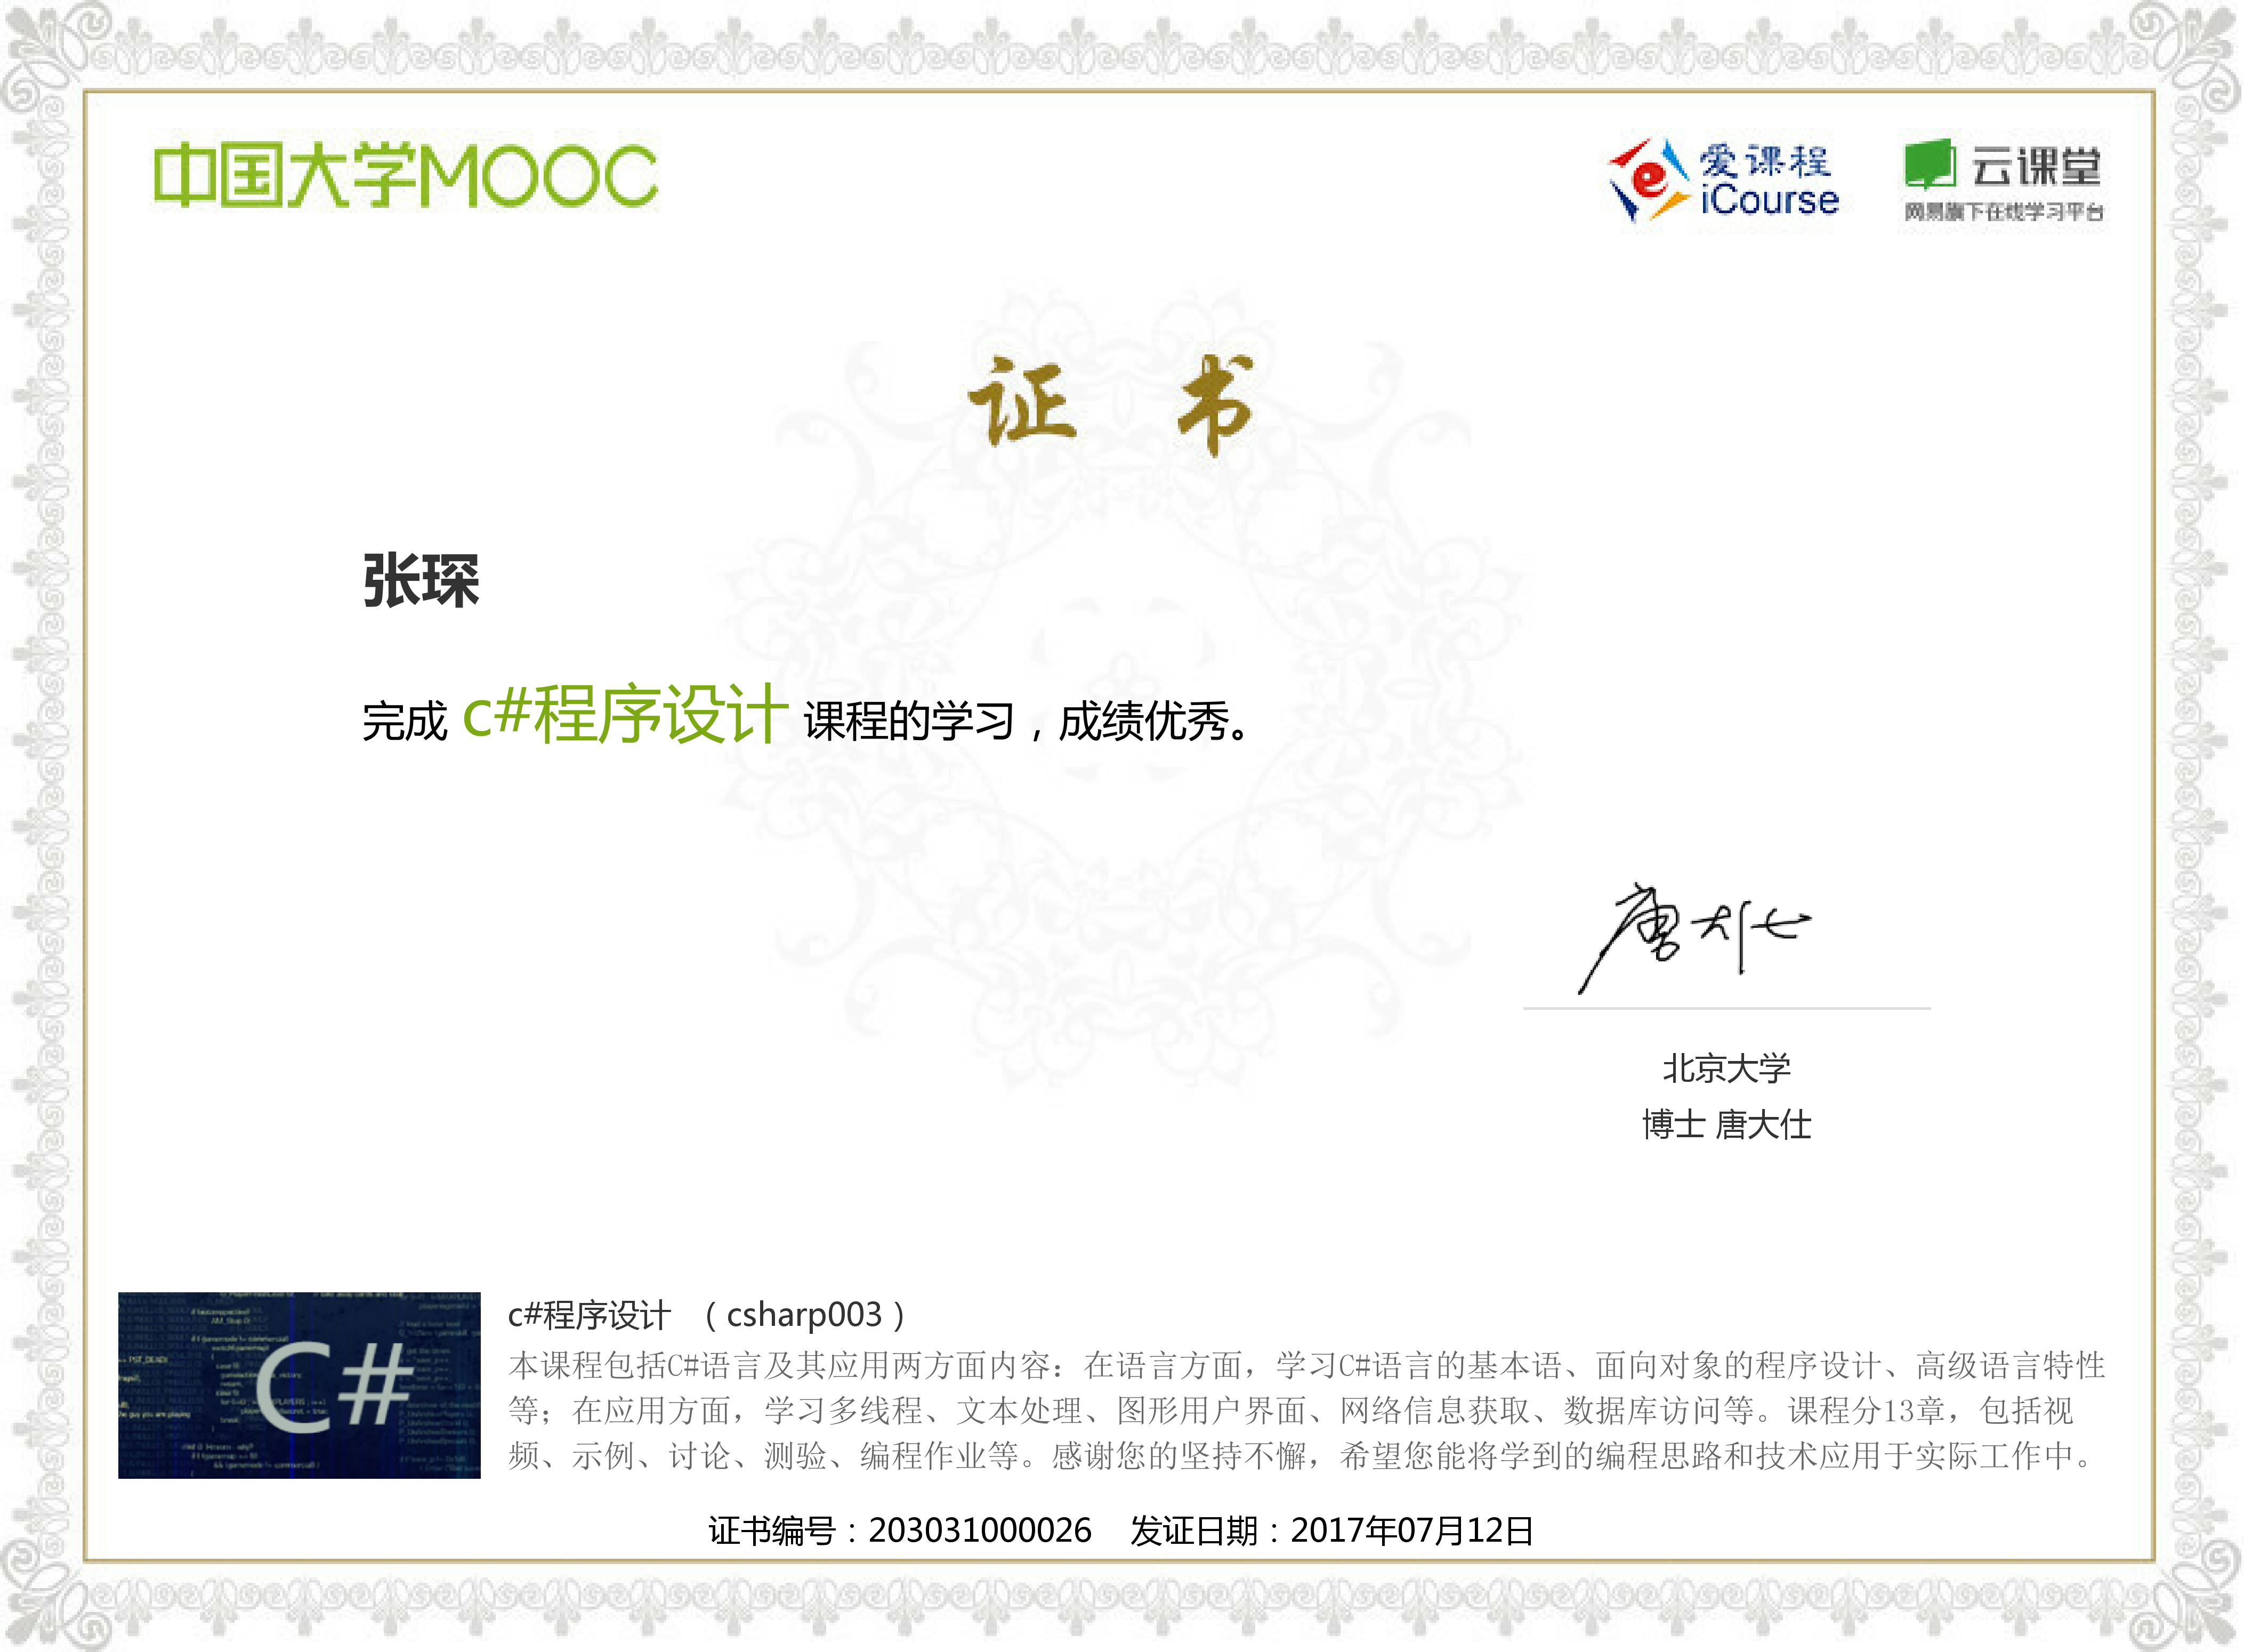 中国大学MOOC
爱课程
iCourse
云课堂
网易旗下在线学习平台
证 书
张琛
完成 c#程序设计 课程的学习，成绩优秀。
唐大仕
北京大学
博士 唐大仕
C#
c#程序设计 （csharp003）
本课程包括C#语言及其应用两方面内容：在语言方面，学习C#语言的基本语、面向对象的程序设计、高级语言特性
等；在应用方面，学习多线程、文本处理、图形用户界面、网络信息获取、数据库访问等。课程分13章，包括视
频、示例、讨论、测验、编程作业等。感谢您的坚持不懈，希望您能将学到的编程思路和技术应用于实际工作中。
证书编号：203031000026 发证日期：2017年07月12日